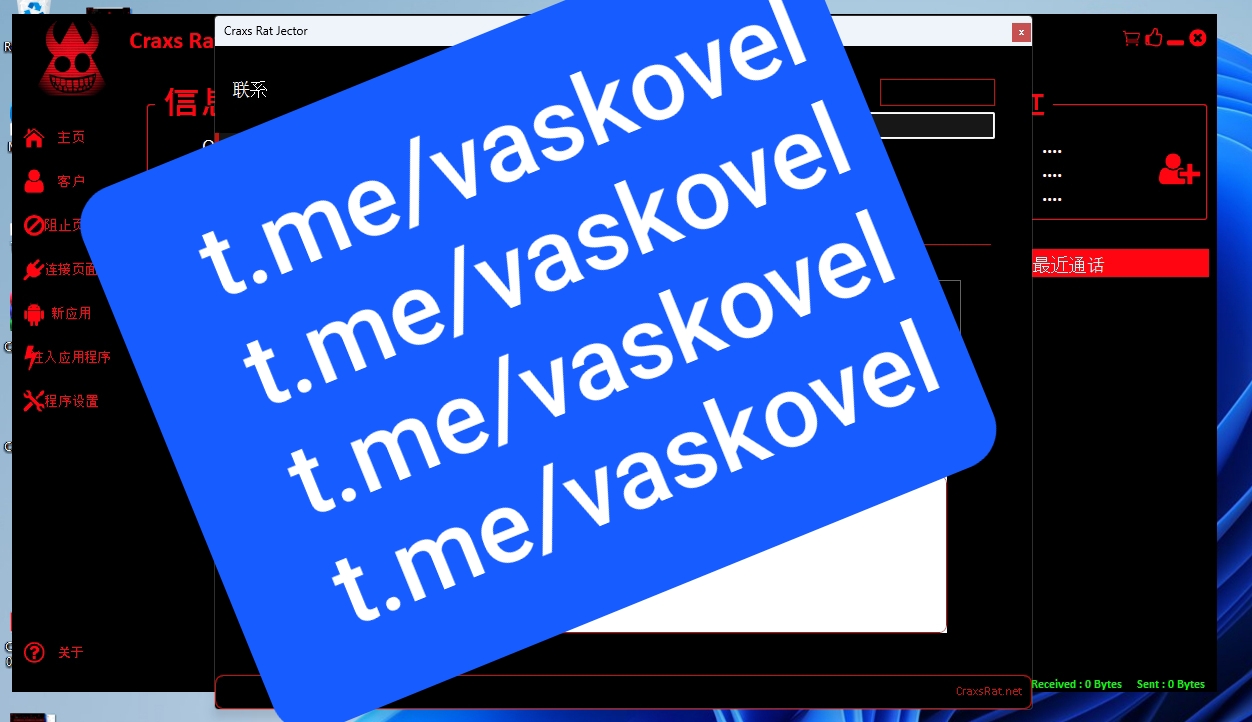 Craxs Rat Jector
Craxs Ra
联系
信息
主页
客户
阻止页
连接页面
新应用
注入应用程序
程序设置
关于
t.me/vaskovel
t.me/vaskovel
t.me/vaskovel
t.me/vaskovel
....
....
....
最近通话
CraxsRat.net
Received : 0 Bytes Sent : 0 Bytes